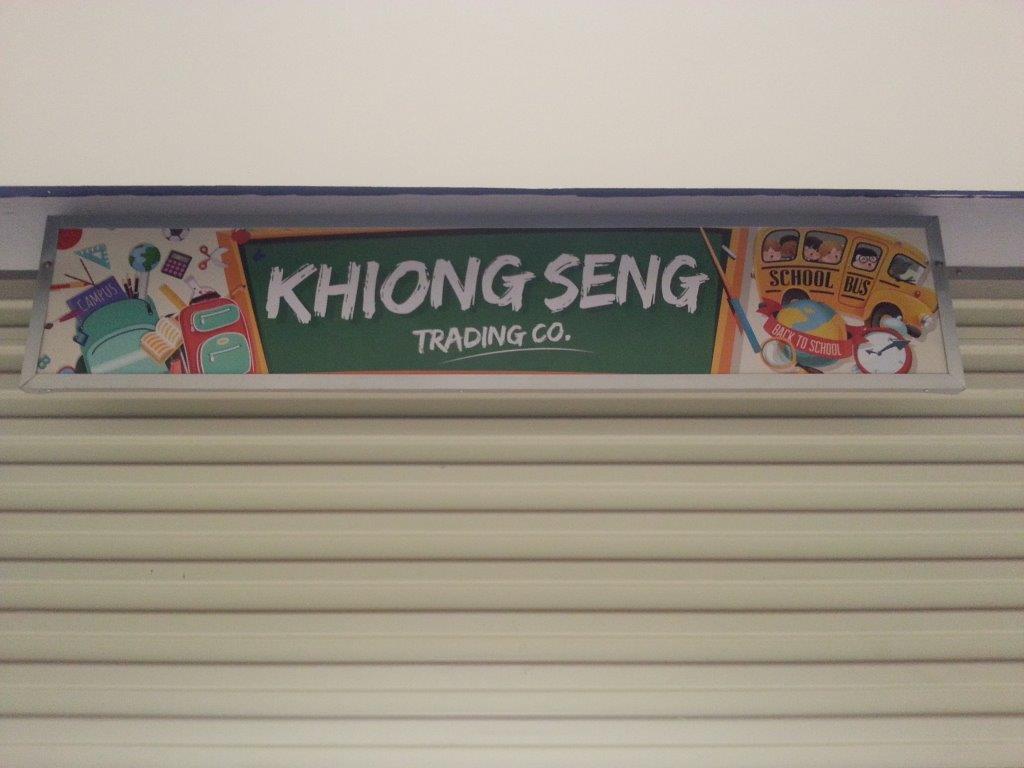 CAMPUS
KHIONG SENG
TRADING CO.
SCHOOL BUS
BACK TO SCHOOL